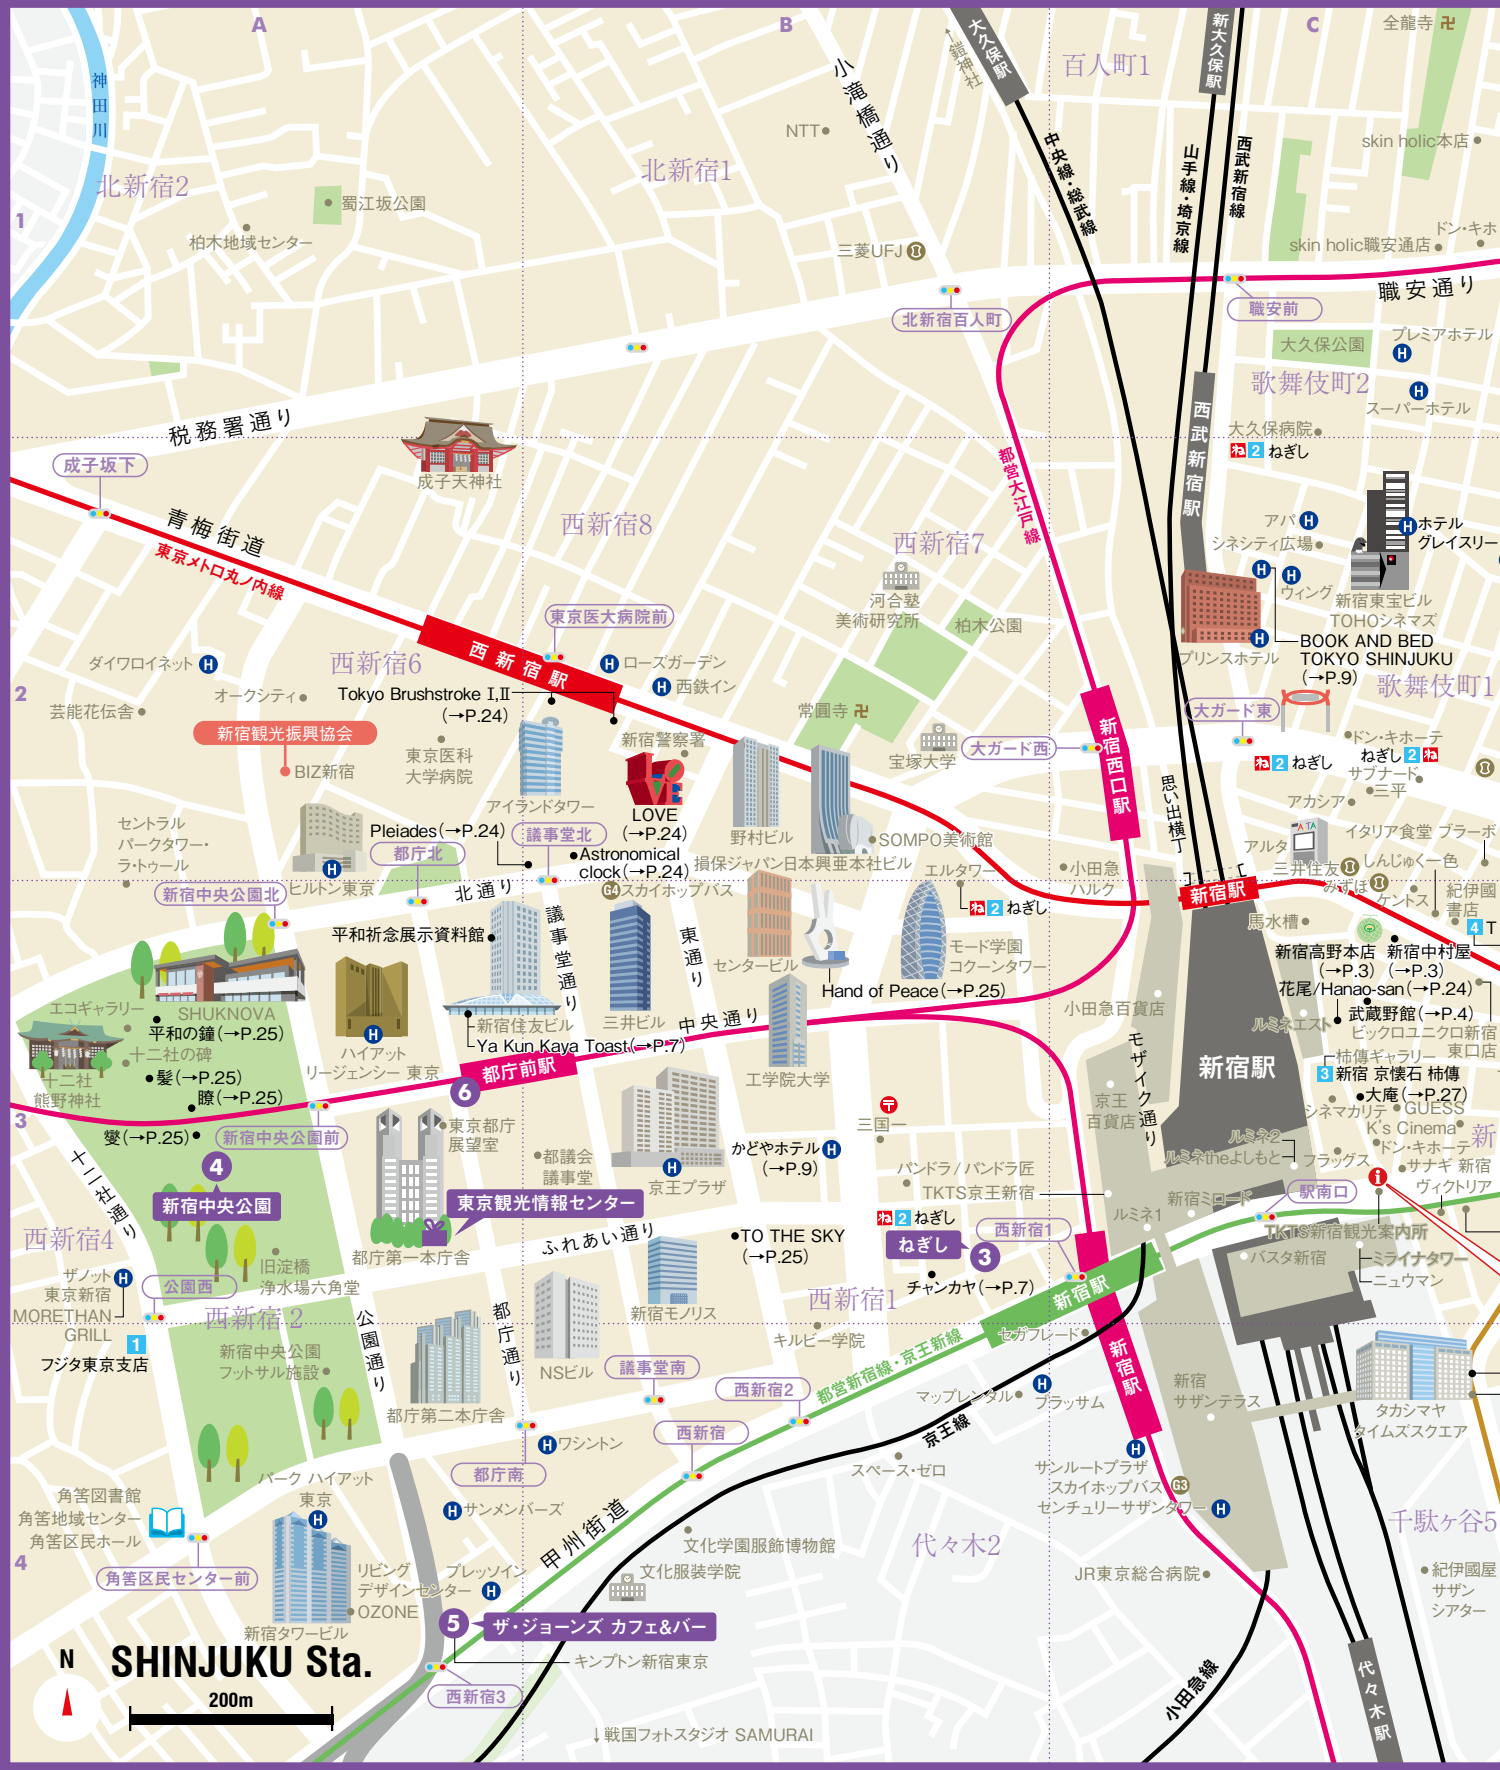 A
B
C
1
2
3
4
全龍寺
神田川
小滝橋通り
↑鎧神社
大久保駅
百人町1
新大久保駅
NTT
中央線・総武線
山手線・埼京線
西武新宿線
skin holic本店
北新宿2
北新宿1
蜀江坂公園
柏木地域センター
三菱UFJ
skin holic職安通店
ドン・キホ
職安通り
北新宿百人町
職安前
大久保公園
プレミアホテル
歌舞伎町2
スーパーホテル
税務署通り
成子坂下
成子天神社
西武新宿駅
大久保病院
ね 2 ねぎし
都営大江戸線
青梅街道
東京メトロ丸ノ内線
西新宿8
西新宿7
アパ
シネシティ広場
ホテル
グレイスリー
河合塾
美術研究所
柏木公園
ウィング
新宿東宝ビル
TOHOシネマズ
東京医大病院前
西新宿駅
プリンスホテル
BOOK AND BED
TOKYO SHINJUKU
(→P.9)
歌舞伎町1
ダイワロイネット
西新宿6
ローズガーデン
西鉄イン
オークシティ
芸能花伝舎
Tokyo Brushstroke I,II
(→P.24)
常圓寺
大ガード東
新宿観光振興協会
BIZ新宿
東京医科
大学病院
新宿警察署
宝塚大学
大ガード西
新宿西口駅
ドン・キホーテ
ね 2 ねぎし
ねぎし 2 ね
サブナード
三平
アカシア
思い出横丁
アイランドタワー
LOVE
(→P.24)
セントラル
パークタワー・
ラ・トゥール
Pleiades(→P.24)
議事堂北
都庁北
Astronomical
clock(→P.24)
野村ビル
SOMPO美術館
損保ジャパン日本興亜本社ビル
エルタワー
小田急
ハルク
アルタ
イタリア食堂 ブラーボ
三井住友
しんじゅく一色
みずほ
ケントス
紀伊國
書店
新宿駅
新宿中央公園北
ヒルトン東京
北通り
G4 スカイホップバス
ね 2 ねぎし
馬水槽
4 T
平和祈念展示資料館
議事堂通り
東通り
センタービル
モード学園
コクーンタワー
新宿高野本店
(→P.3)
新宿中村屋
(→P.3)
Hand of Peace(→P.25)
花尾/Hanao-san(→P.24)
武蔵野館(→P.4)
ルミネエスト
ビックロユニクロ新宿
東口店
エコギャラリー
SHUKNOVA
平和の鐘(→P.25)
十二社の碑
十二社
熊野神社
髪(→P.25)
瞭(→P.25)
ハイアット
リージェンシー 東京
新宿住友ビル
三井ビル
中央通り
Ya Kun Kaya Toast(→P.7)
都庁前駅
工学院大学
小田急百貨店
モザイク通り
新宿駅
柿傳ギャラリー
3 新宿 京懐石 柿傳
大庵(→P.27)
シネマカリテ
GUESS
K's Cinema
新
6
京王
百貨店
三国一
夑(→P.25)
新宿中央公園前
東京都庁
展望室
都議会
議事堂
かどやホテル
(→P.9)
ルミネ2
ルミネtheよしもと
フラッグス
ドン・キホーテ
サナギ 新宿
ヴィクトリア
4
新宿中央公園
十二社通り
京王プラザ
パンドラ/パンドラ匠
TKTS京王新宿
新宿ミロード
駅南口
東京観光情報センター
ね 2 ねぎし
ねぎし 3
西新宿1
ルミネ1
TKTS新宿観光案内所
西新宿4
都庁第一本庁舎
ふれあい通り
TO THE SKY
(→P.25)
チャンカヤ(→P.7)
バスタ新宿
ミライナタワー
ニュウマン
ザノット
東京新宿
MORETHAN
GRILL
公園西
旧淀橋
浄水場六角堂
西新宿2
新宿モノリス
西新宿1
新宿駅
1
フジタ東京支店
新宿中央公園
フットサル施設
公園通り
都庁通り
NSビル
議事堂南
キルビー学院
セガフレード
新宿駅
都営新宿線・京王新線
都庁第二本庁舎
西新宿2
マップレンタル
ブラッサム
新宿
サザンテラス
タカシマヤ
タイムズスクエア
ワシントン
西新宿
京王線
都庁南
スペース・ゼロ
サンルートプラザ
スカイホップバス G3
センチュリーサザンタワー
パーク ハイアット
東京
角筈図書館
角筈地域センター
角筈区民ホール
サンメンバーズ
甲州街道
千駄ヶ谷5
文化学園服飾博物館
代々木2
角筈区民センター前
リビング
デザインセンター
OZONE
プレッソイン
文化服装学院
JR東京総合病院
紀伊國屋
サザン
シアター
新宿タワービル
5
ザ・ジョーンズ カフェ&バー
キンプトン新宿東京
西新宿3
小田急線
代々木駅
↓戦国フォトスタジオ SAMURAI
N
SHINJUKU Sta.
200m